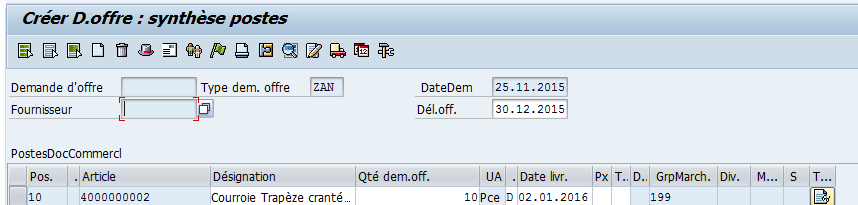 Créer D.offre : synthèse postes
Demande d'offre Type dem. offre ZAN DateDem 25.11.2015
Fournisseur Dél.off. 30.12.2015
PostesDocCommercl
Pos. . Article Désignation Qté dem.off. UA . Date livr. Px T.. D.. GrpMarch. Div. M... S T...
10 4000000002 Courroie Trapèze cranté... 10 Pce D 02.01.2016 199